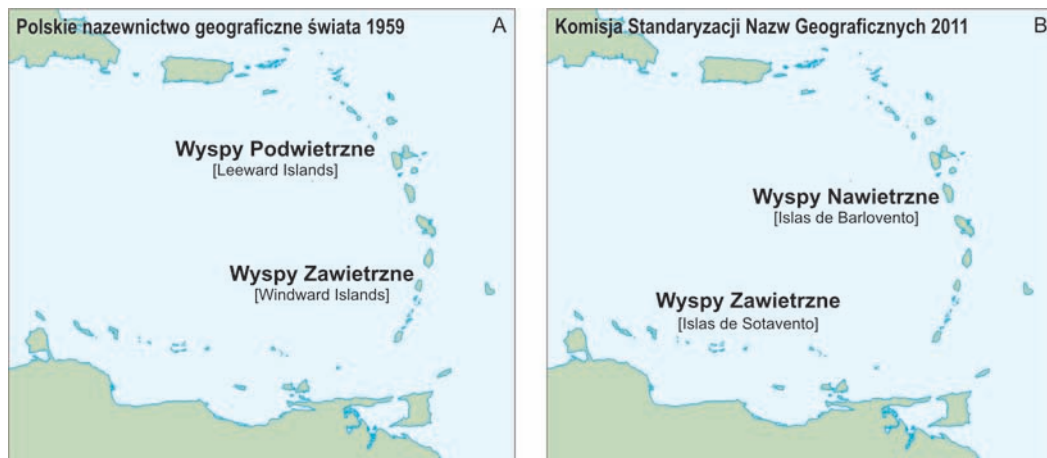 Polskie nazewnictwo geograficzne świata 1959
A
Wyspy Podwietrzne
[Leeward Islands]
Wyspy Zawietrzne
[Windward Islands]
Komisja Standaryzacji Nazw Geograficznych 2011
B
Wyspy Nawietrzne
[Islas de Barlovento]
Wyspy Zawietrzne
[Islas de Sotavento]